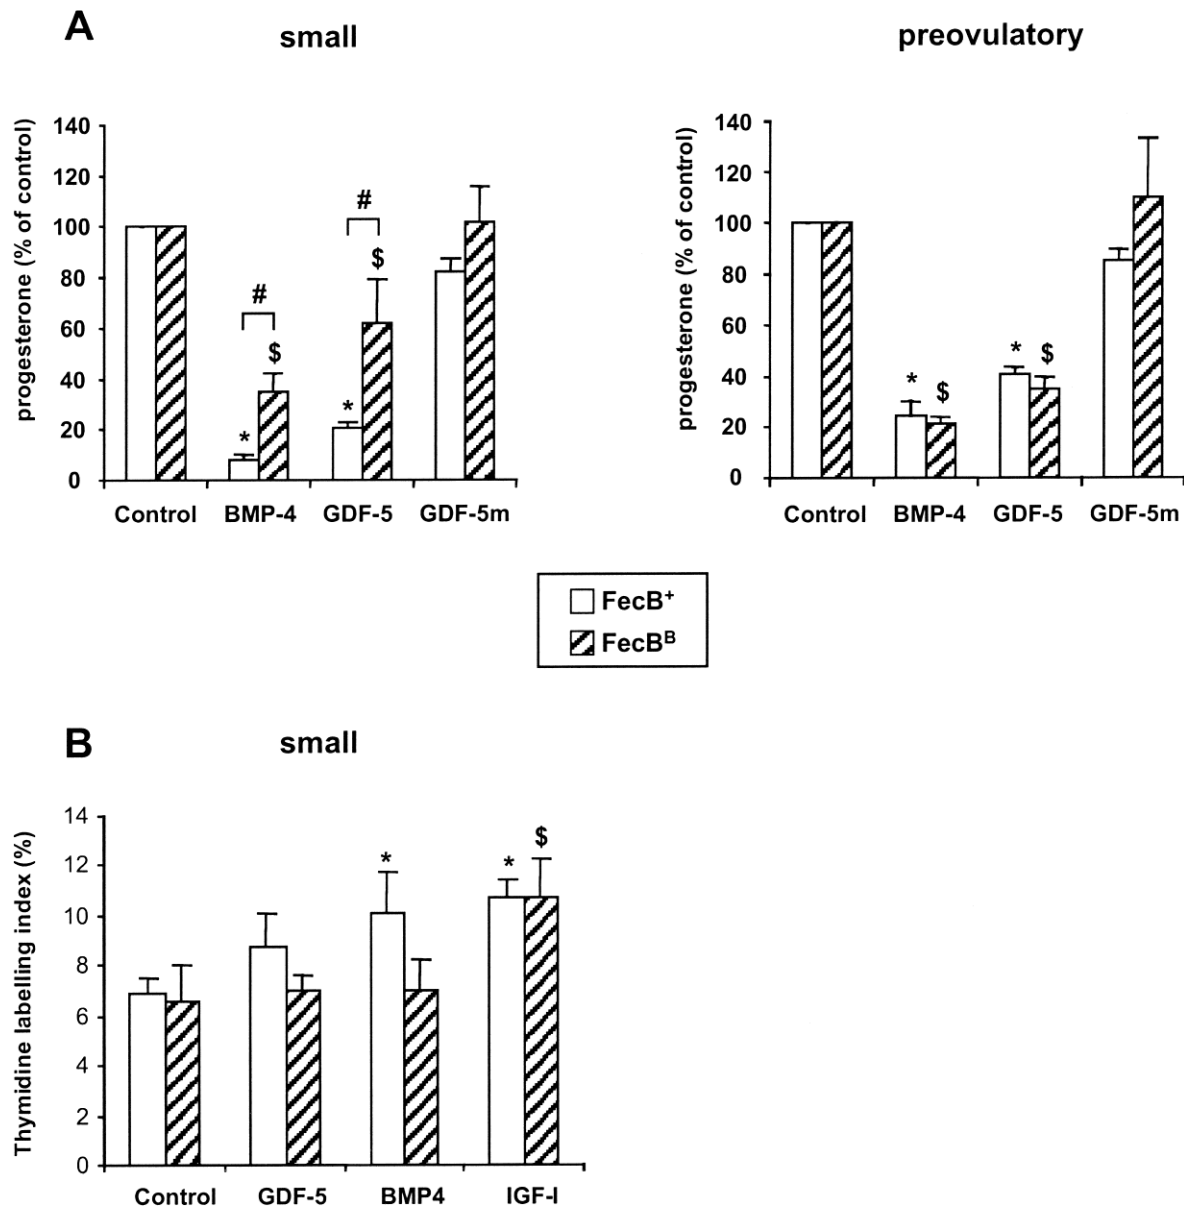 A
small
preovulatory
progesterone (% of control)
140
120
100
80
60
40
20
0
#
#
*
$
*
$
Control
BMP-4
GDF-5
GDF-5m
progesterone (% of control)
140
120
100
80
60
40
20
0
*
$
*
$
Control
BMP-4
GDF-5
GDF-5m
FecB⁺
FecBᴮ
B
small
Thymidine labelling index (%)
14
12
10
8
6
4
2
0
*
*
$
Control
GDF-5
BMP4
IGF-I